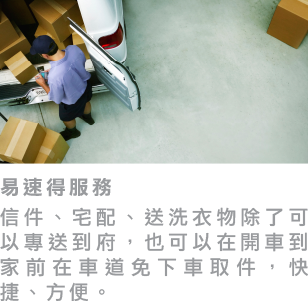 易速得服務
信件、宅配、送洗衣物除了可
以專送到府，也可以在開車到
家前在車道免下車取件，快
捷、方便。